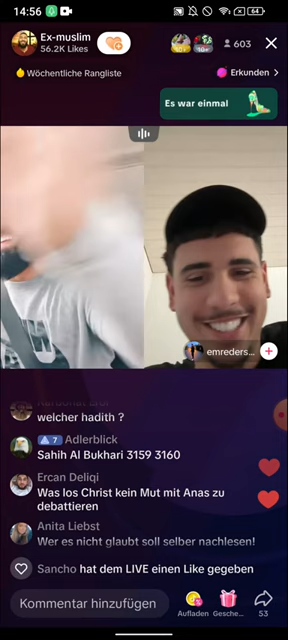 14:56
64
Ex-muslim
56.2K Likes
10+
10+
603
Wöchentliche Rangliste
Erkunden
Es war einmal
emreders...
welcher hadith ?
7 Adlerblick
Sahih Al Bukhari 3159 3160
Ercan Deliqi
Was los Christ kein Mut mit Anas zu
debattieren
Anita Liebst
Wer es nicht glaubt soll selber nachlesen!
Sancho hat dem LIVE einen Like gegeben
Kommentar hinzufügen
Aufladen
Gesche...
53